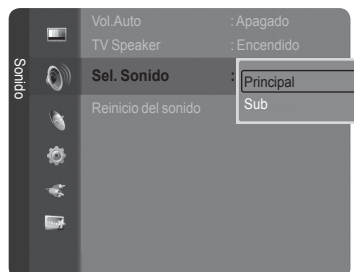 Sonido
Vol.Auto : Apagado
TV Speaker : Encendido
Sel. Sonido :
Principal
Sub
Reinicio del sonido